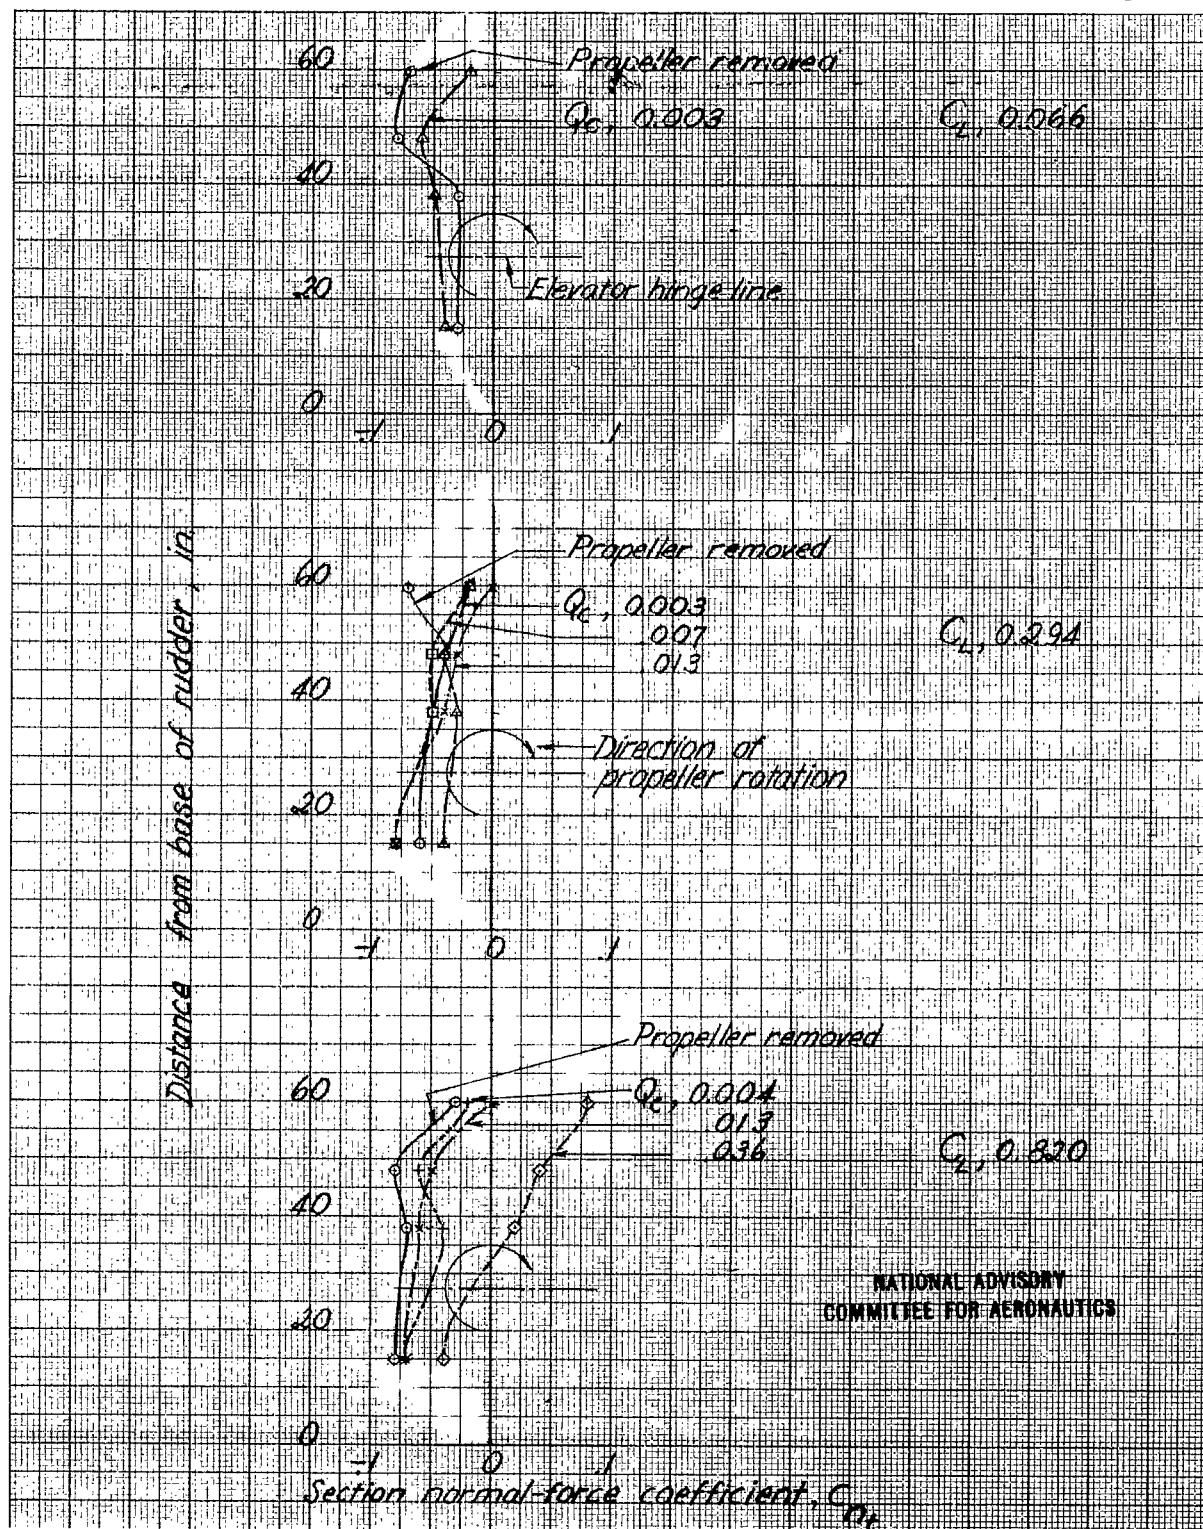 60
Propeller removed
Qc, 0.003
CL, 0.066
40
20
Elevator hinge line
0
-.1 0 .1
Distance from base of rudder, in.
Propeller removed
60
Qc, 0.003
.07
.013
CL, 0.294
40
Direction of
propeller rotation
20
0
-.1 0 .1
Propeller removed
60
Qc, 0.004
.013
.036
CL, 0.820
40
NATIONAL ADVISORY
COMMITTEE FOR AERONAUTICS
20
0
-.1 0 .1
Section normal-force coefficient, Cnt